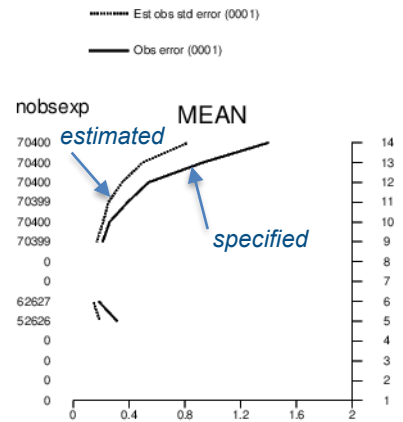 Est obs std error (0001)
Obs error (0001)
nobsexp
MEAN
estimated
specified
70400 14
70400 13
70400 12
70399 11
70400 10
70399 9
0 8
0 7
62627 6
52626 5
0 4
0 3
0 2
0 1
0 0.4 0.8 1.2 1.6 2